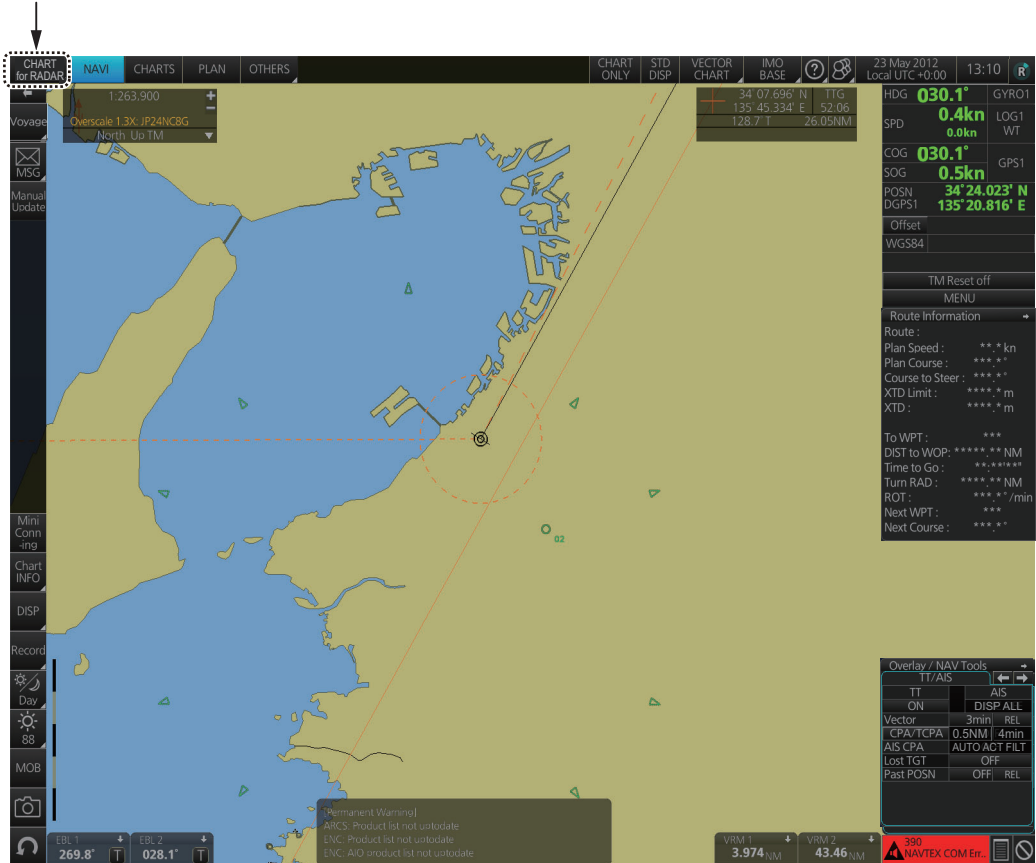 CHART for RADAR
NAVI
CHARTS
PLAN
OTHERS
CHART ONLY
STD DISP
VECTOR CHART
IMO BASE
?
23 May 2012
Local UTC +0:00
13:10
R
Voyage
MSG
Manual Update
1:263,900
+
−
Overscale 1.3X: JP24NC8G
North Up TM
34°07.696' N
135°45.334' E
TTG
52:06
128.7°T
26.05NM
HDG 030.1° GYRO1
SPD 0.4kn LOG1
0.0kn WT
COG 030.1° GPS1
SOG 0.5kn
POSN 34°24.023' N
DGPS1 135°20.816' E
Offset
WGS84
TM Reset off
MENU
Route Information
Route :
Plan Speed : **.* kn
Plan Course : ***.*°
Course to Steer : ***.*°
XTD Limit : ****.* m
XTD : ****.* m
To WPT : ***
DIST to WOP: *****.** NM
Time to Go : **:**'**"
Turn RAD : ****.** NM
ROT : ***.*°/min
Next WPT : ***
Next Course : ***.*°
02
Mini Conn -ing
Chart INFO
DISP
Record
Day
88
MOB
Overlay / NAV Tools
TT/AIS
TT AIS
ON DISP ALL
Vector 3min REL
CPA/TCPA 0.5NM 4min
AIS CPA AUTO ACT FILT
Lost TGT OFF
Past POSN OFF REL
[Permanent Warning]
ARCS: Product list not uptodate
ENC: Product list not uptodate
ENC: AIO product list not uptodate
EBL 1
269.8° T
EBL 2
028.1° T
VRM 1
3.974 NM
VRM 2
43.46 NM
390
NAVTEX COM Err..